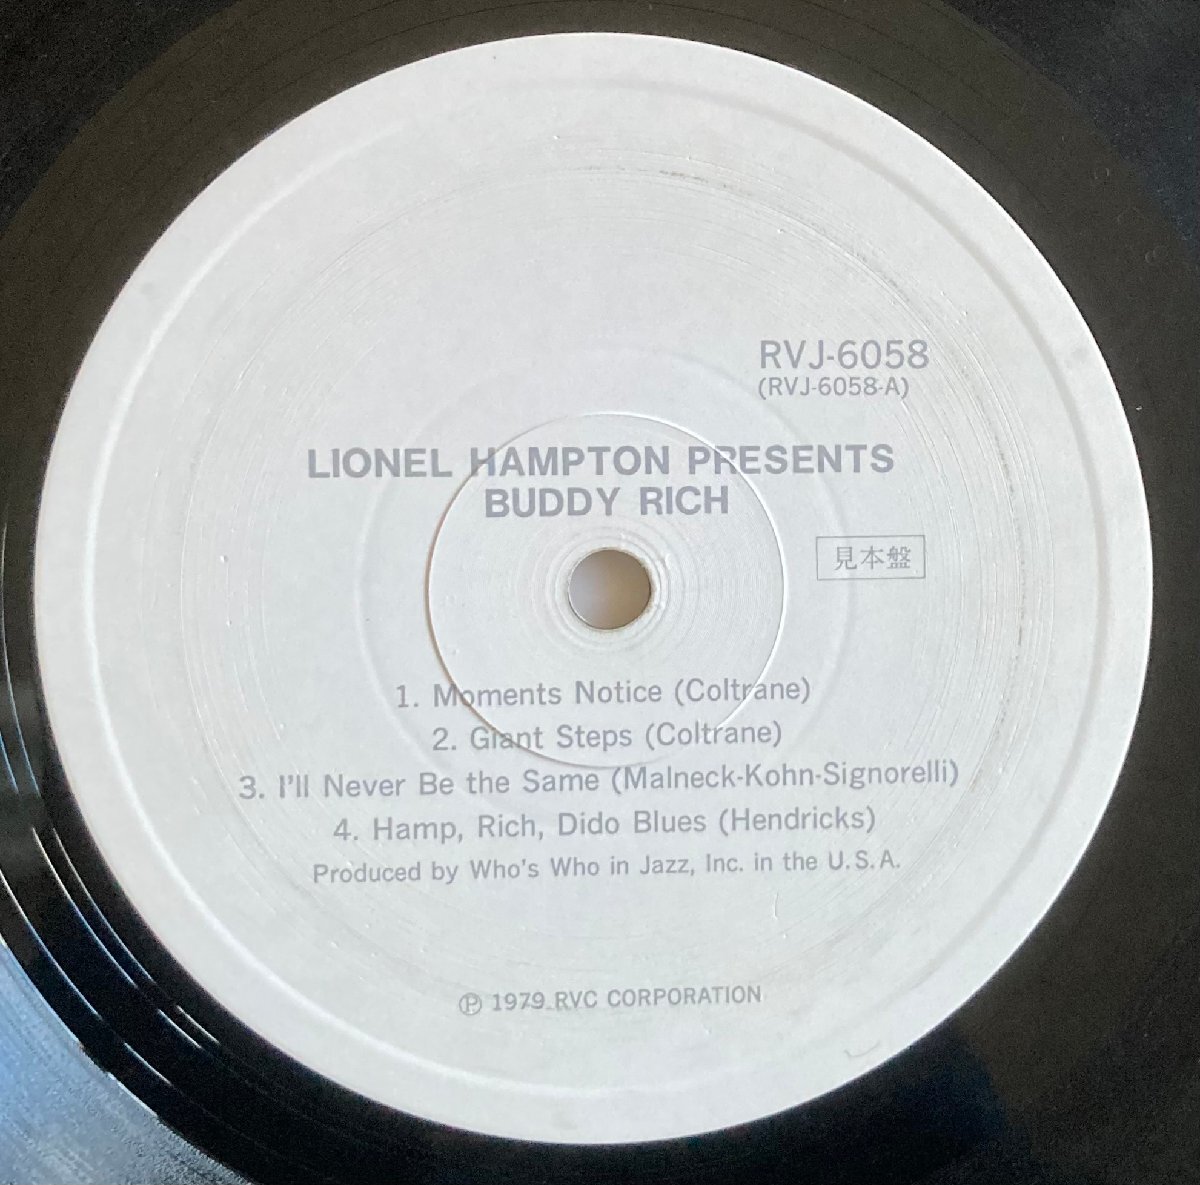 RVJ-6058
(RVJ-6058-A)
LIONEL HAMPTON PRESENTS
BUDDY RICH
見本盤
1. Moments Notice (Coltrane)
2. Giant Steps (Coltrane)
3. I'll Never Be the Same (Malneck-Kohn-Signorelli)
4. Hamp, Rich, Dido Blues (Hendricks)
Produced by Who's Who in Jazz, Inc. in the U.S.A.
℗ 1979 RVC CORPORATION